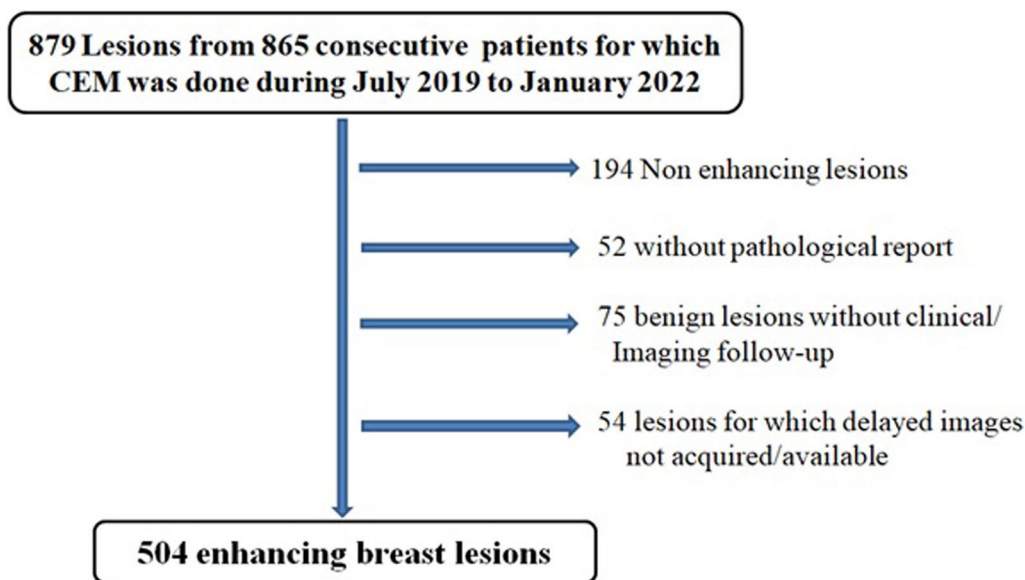 879 Lesions from 865 consecutive patients for which
CEM was done during July 2019 to January 2022
194 Non enhancing lesions
52 without pathological report
75 benign lesions without clinical/
Imaging follow-up
54 lesions for which delayed images
not acquired/available
504 enhancing breast lesions